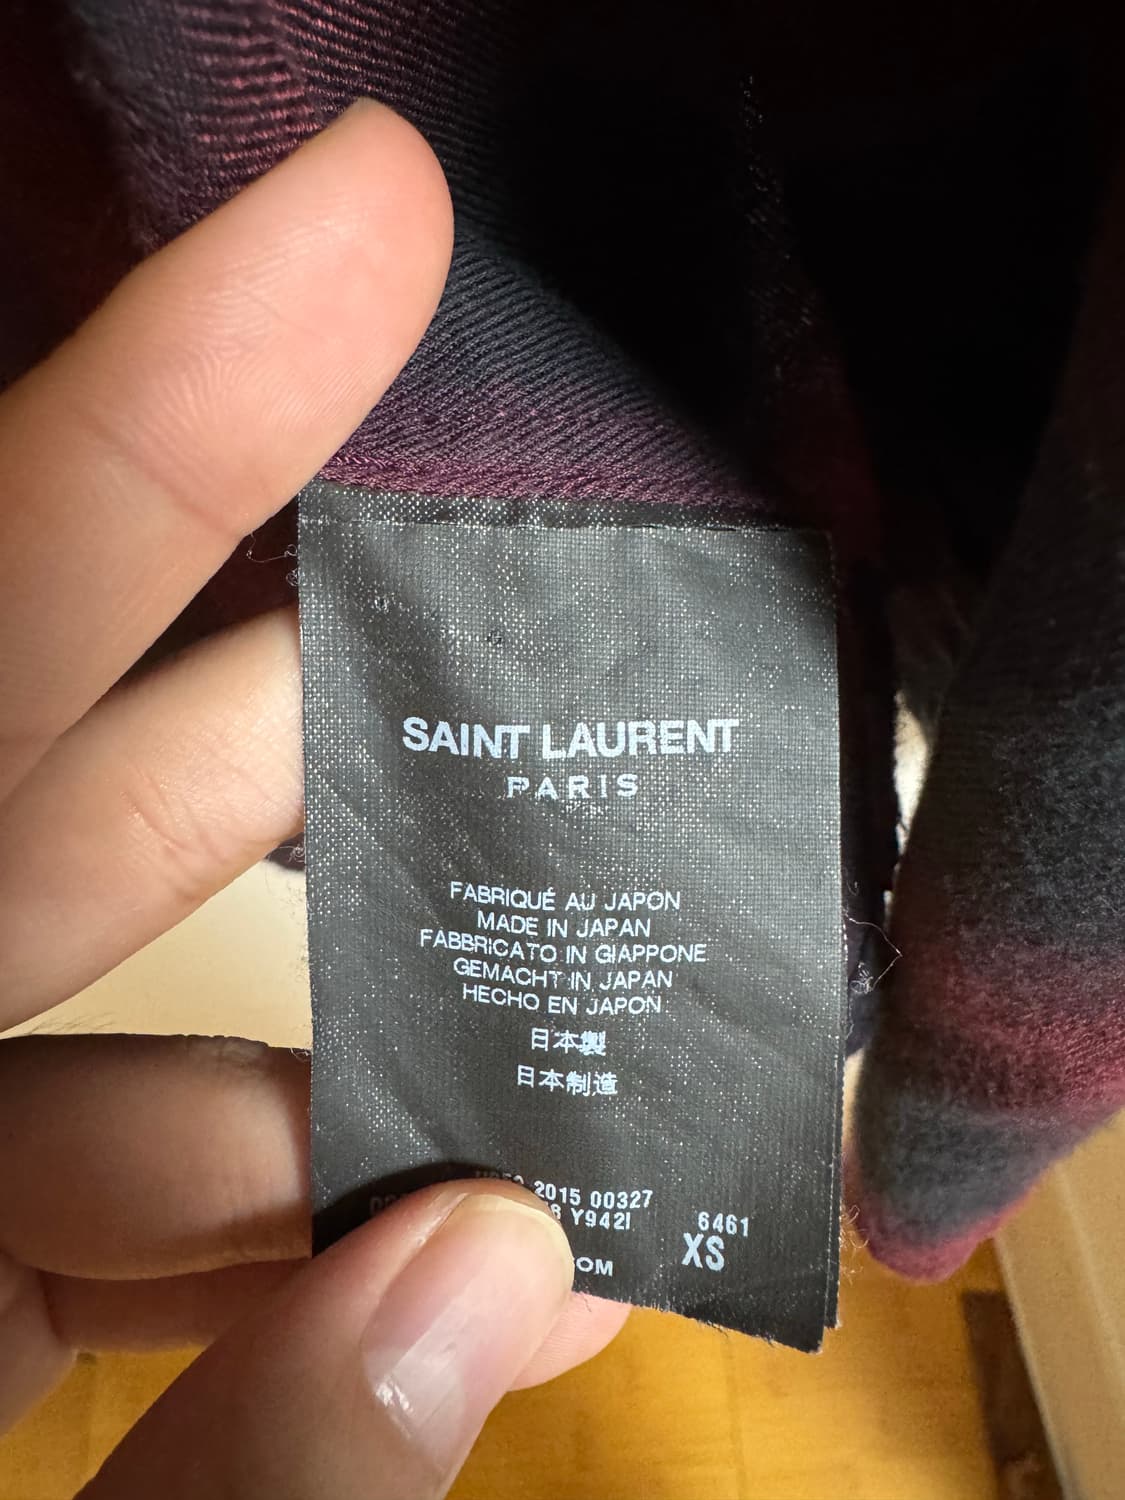 SAINT LAURENT
PARIS
FABRIQUÉ AU JAPON
MADE IN JAPAN
FABBRICATO IN GIAPPONE
GEMACHT IN JAPAN
HECHO EN JAPON
日本製
日本制造
2015 00327
Y942I 6461
XS